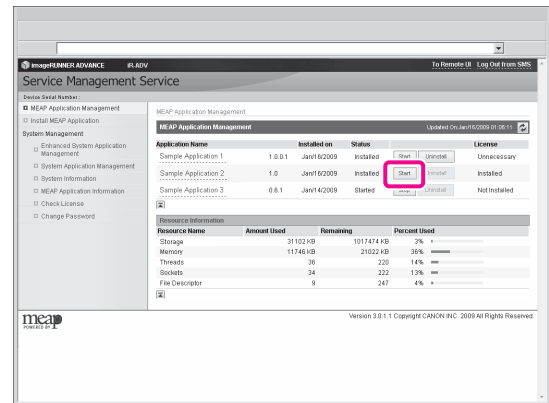 imageRUNNER ADVANCE iR-ADV To Remote UI Log Out from SMS
Service Management Service
Device Serial Number :
MEAP Application Management
Install MEAP Application
System Management
Enhanced System Application
Management
System Application Management
System Information
MEAP Application Information
Check License
Change Password
MEAP Application Management
MEAP Application Management Updated On:Jan/16/2009 01:06:11
Application Name Installed on Status License
Sample Application 1 1.0.0.1 Jan/16/2009 Installed Start Uninstall Unnecessary
Sample Application 2 1.0 Jan/16/2009 Installed Start Uninstall Installed
Sample Application 3 0.6.1 Jan/14/2009 Started Stop Uninstall Not Installed
Resource Information
Resource Name Amount Used Remaining Percent Used
Storage 31102 KB 1017474 KB 3%
Memory 11746 KB 21022 KB 36%
Threads 36 220 14%
Sockets 34 222 13%
File Descriptor 9 247 4%
meap
POWERED BY
Version 3.0.1.1 Copyright CANON INC. 2009 All Rights Reserved.